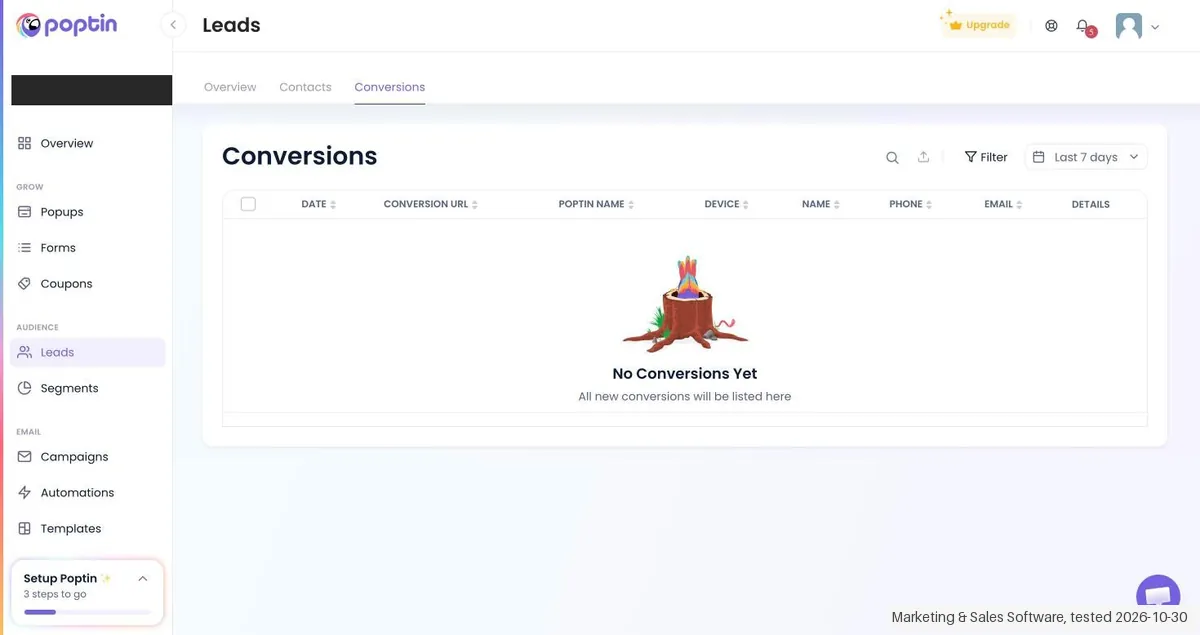 poptin
Leads
Upgrade
5
Overview Contacts Conversions
Overview
GROW
Popups
Forms
Coupons
AUDIENCE
Leads
Segments
EMAIL
Campaigns
Automations
Templates
Setup Poptin
3 steps to go
Conversions
Filter
Last 7 days
DATE CONVERSION URL POPTIN NAME DEVICE NAME PHONE EMAIL DETAILS
No Conversions Yet
All new conversions will be listed here
Marketing & Sales Software, tested 2026-10-30